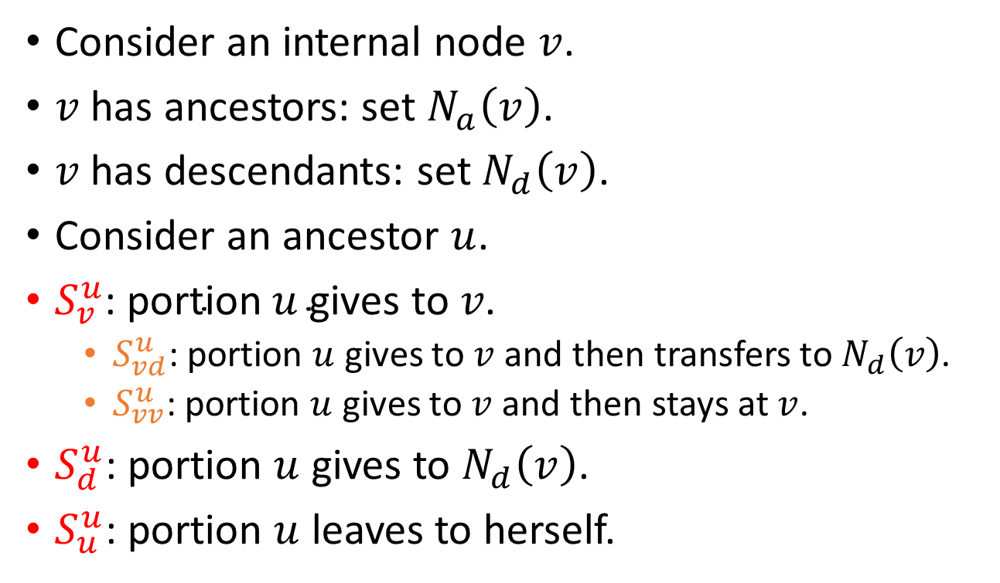 • Consider an internal node 𝑣.
• 𝑣 has ancestors: set 𝑁ₐ(𝑣).
• 𝑣 has descendants: set 𝑁_𝑑(𝑣).
• Consider an ancestor 𝑢.
• 𝑆_𝑣^𝑢: portion 𝑢 gives to 𝑣.
• 𝑆_{𝑣𝑑}^𝑢: portion 𝑢 gives to 𝑣 and then transfers to 𝑁_𝑑(𝑣).
• 𝑆_{𝑣𝑣}^𝑢: portion 𝑢 gives to 𝑣 and then stays at 𝑣.
• 𝑆_𝑑^𝑢: portion 𝑢 gives to 𝑁_𝑑(𝑣).
• 𝑆_𝑢^𝑢: portion 𝑢 leaves to herself.